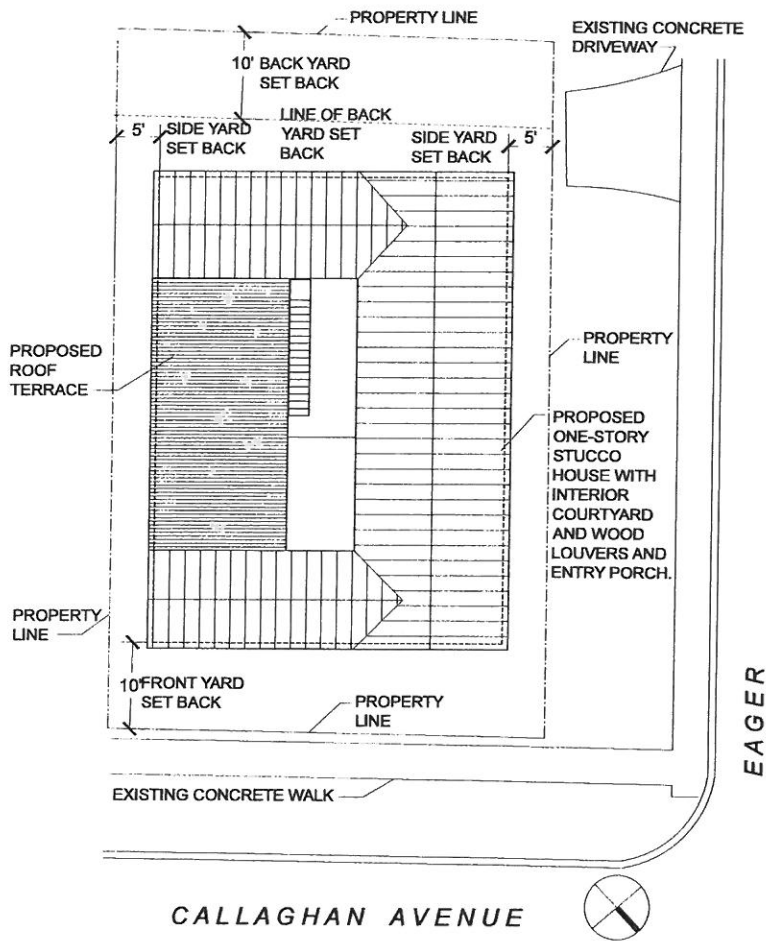 PROPERTY LINE
EXISTING CONCRETE
DRIVEWAY
10' BACK YARD
SET BACK
5'
SIDE YARD
SET BACK
LINE OF BACK
YARD SET
BACK
SIDE YARD
SET BACK
5'
PROPOSED
ROOF
TERRACE
PROPERTY
LINE
PROPOSED
ONE-STORY
STUCCO
HOUSE WITH
INTERIOR
COURTYARD
AND WOOD
LOUVERS AND
ENTRY PORCH.
PROPERTY
LINE
10' FRONT YARD
SET BACK
PROPERTY
LINE
EAGER
EXISTING CONCRETE WALK
CALLAGHAN AVENUE